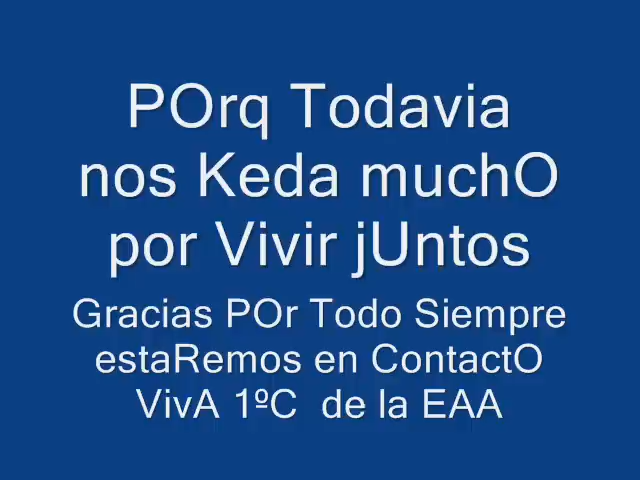 POrq Todavia
nos Keda muchO
por Vivir jUntos
Gracias POr Todo Siempre
estaRemos en ContactO
VivA 1ºC  de la EAA